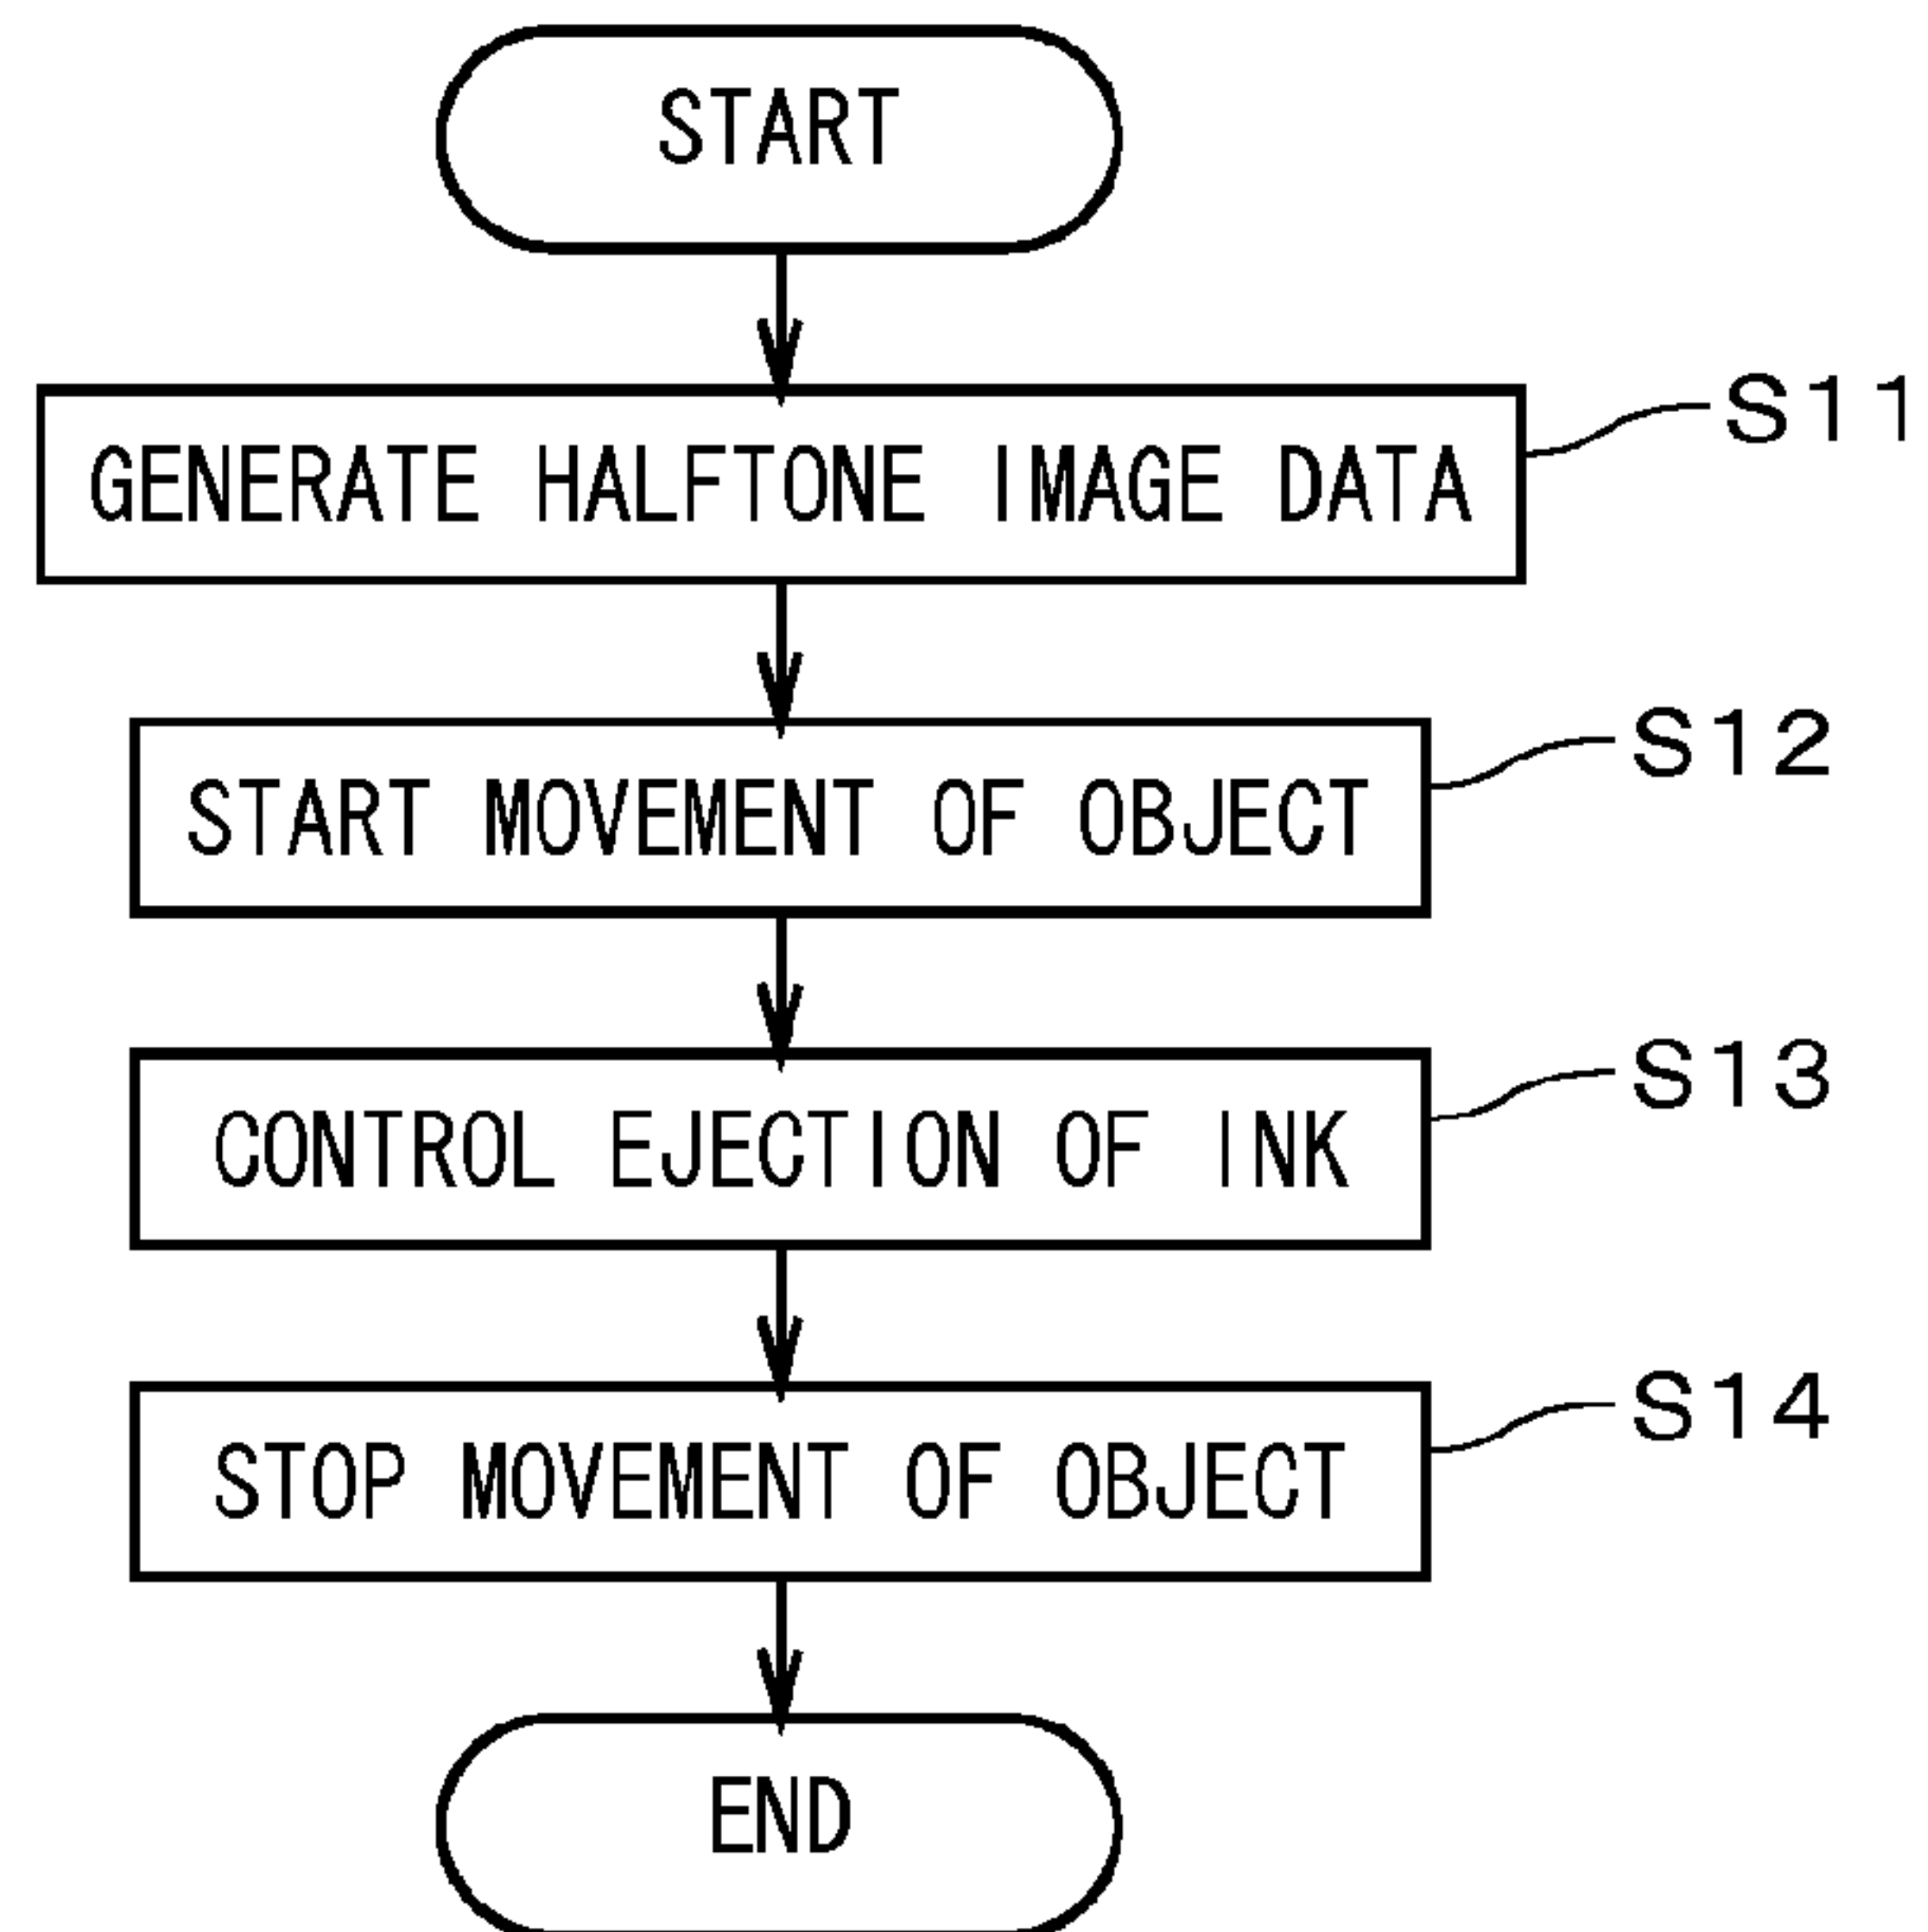 START
GENERATE HALFTONE IMAGE DATA
S11
START MOVEMENT OF OBJECT
S12
CONTROL EJECTION OF INK
S13
STOP MOVEMENT OF OBJECT
S14
END